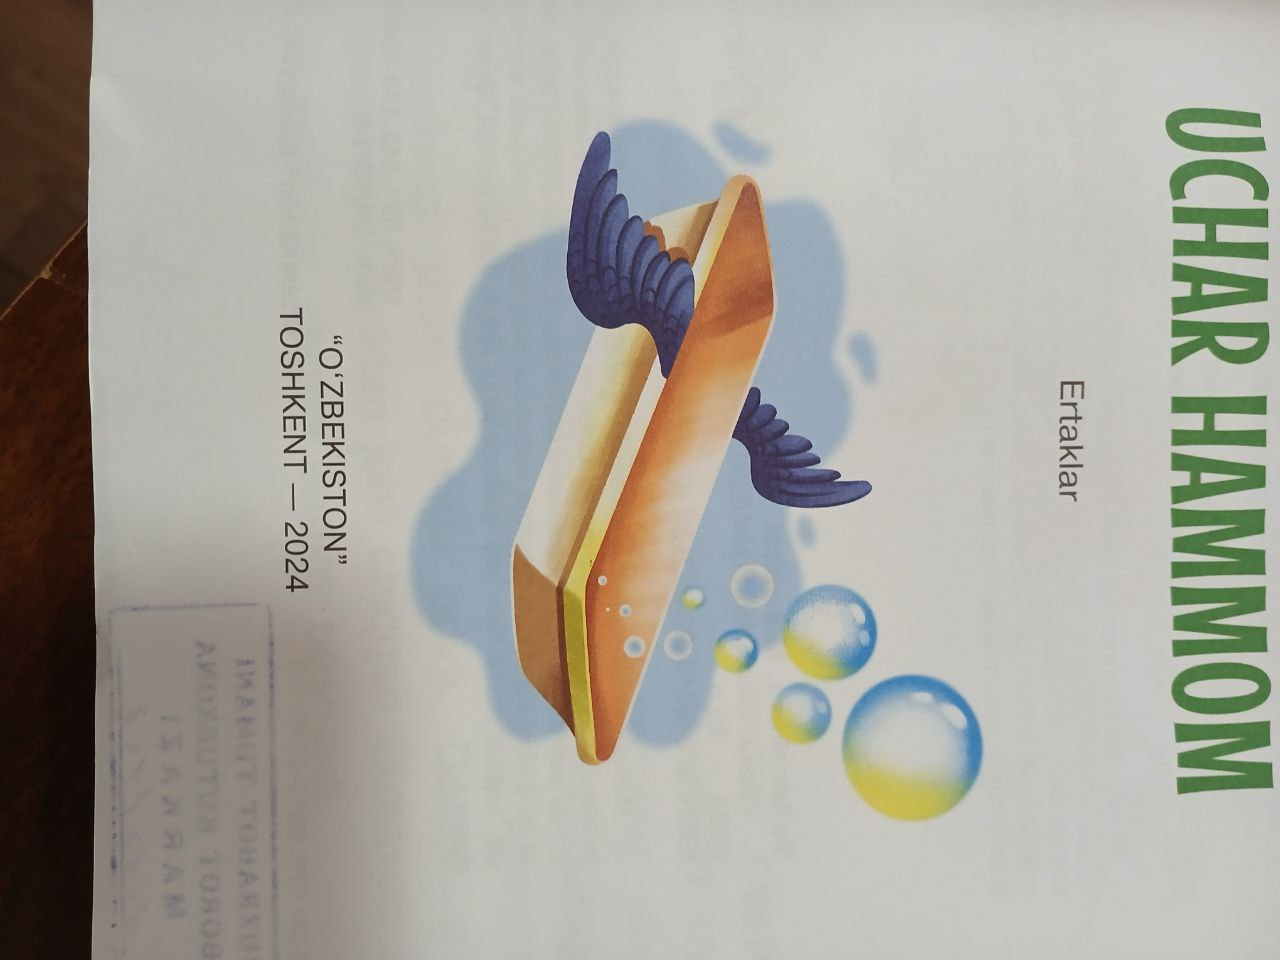 UCHAR HAMMOM
Ertaklar
“O‘ZBEKISTON”
TOSHKENT — 2024